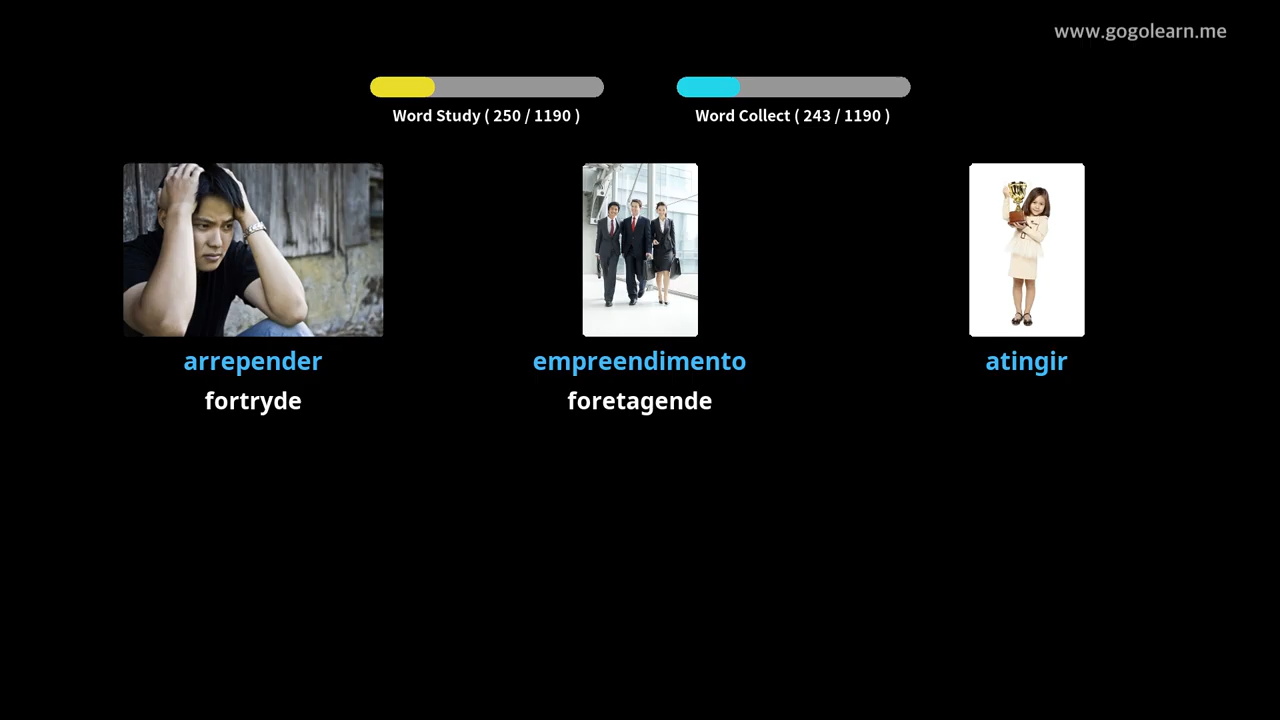 www.gogolearn.me
Word Study ( 250 / 1190 )
Word Collect ( 243 / 1190 )
arrepender
fortryde
empreendimento
foretagende
atingir